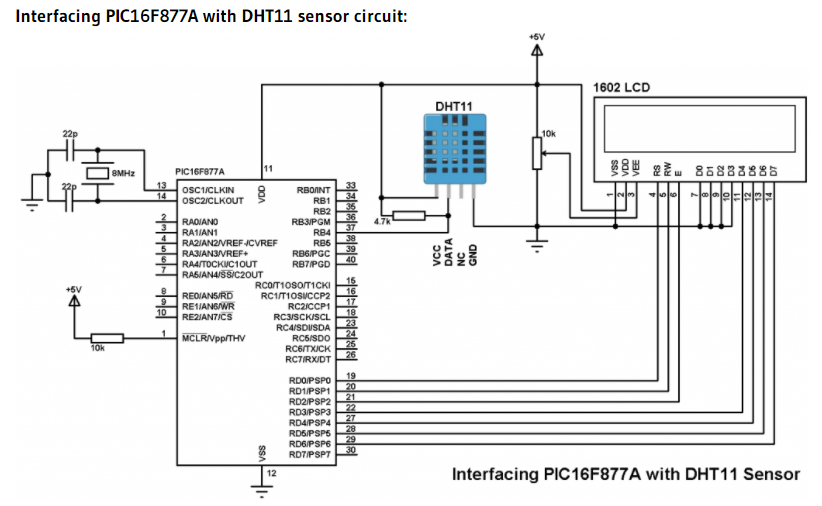 Interfacing PIC16F877A with DHT11 sensor circuit:
+5V
1602 LCD
DHT11
22p
10k
8MHz
PIC16F877A
11
22p
13 OSC1/CLKIN
14 OSC2/CLKOUT
VDD
RB0/INT 33
RB1 34
RB2 35
RB3/PGM 36
RB4 37
RB5 38
RB6/PGC 39
RB7/PGD 40
2 RA0/AN0
3 RA1/AN1
4 RA2/AN2/VREF-/CVREF
5 RA3/AN3/VREF+
6 RA4/T0CKI/C1OUT
7 RA5/AN4/SS/C2OUT
4.7k
VCC
DATA
NC
GND
VSS
VDD
VEE
RS
RW
E
D0
D1
D2
D3
D4
D5
D6
D7
1
2
3
4
5
6
7
8
9
10
11
12
13
14
RC0/T1OSO/T1CKI 15
RC1/T1OSI/CCP2 16
RC2/CCP1 17
RC3/SCK/SCL 18
RC4/SDI/SDA 23
RC5/SDO 24
RC6/TX/CK 25
RC7/RX/DT 26
+5V
8 RE0/AN5/RD
9 RE1/AN6/WR
10 RE2/AN7/CS
1 MCLR/Vpp/THV
10k
RD0/PSP0 19
RD1/PSP1 20
RD2/PSP2 21
RD3/PSP3 22
RD4/PSP4 27
RD5/PSP5 28
RD6/PSP6 29
RD7/PSP7 30
VSS
12
Interfacing PIC16F877A with DHT11 Sensor